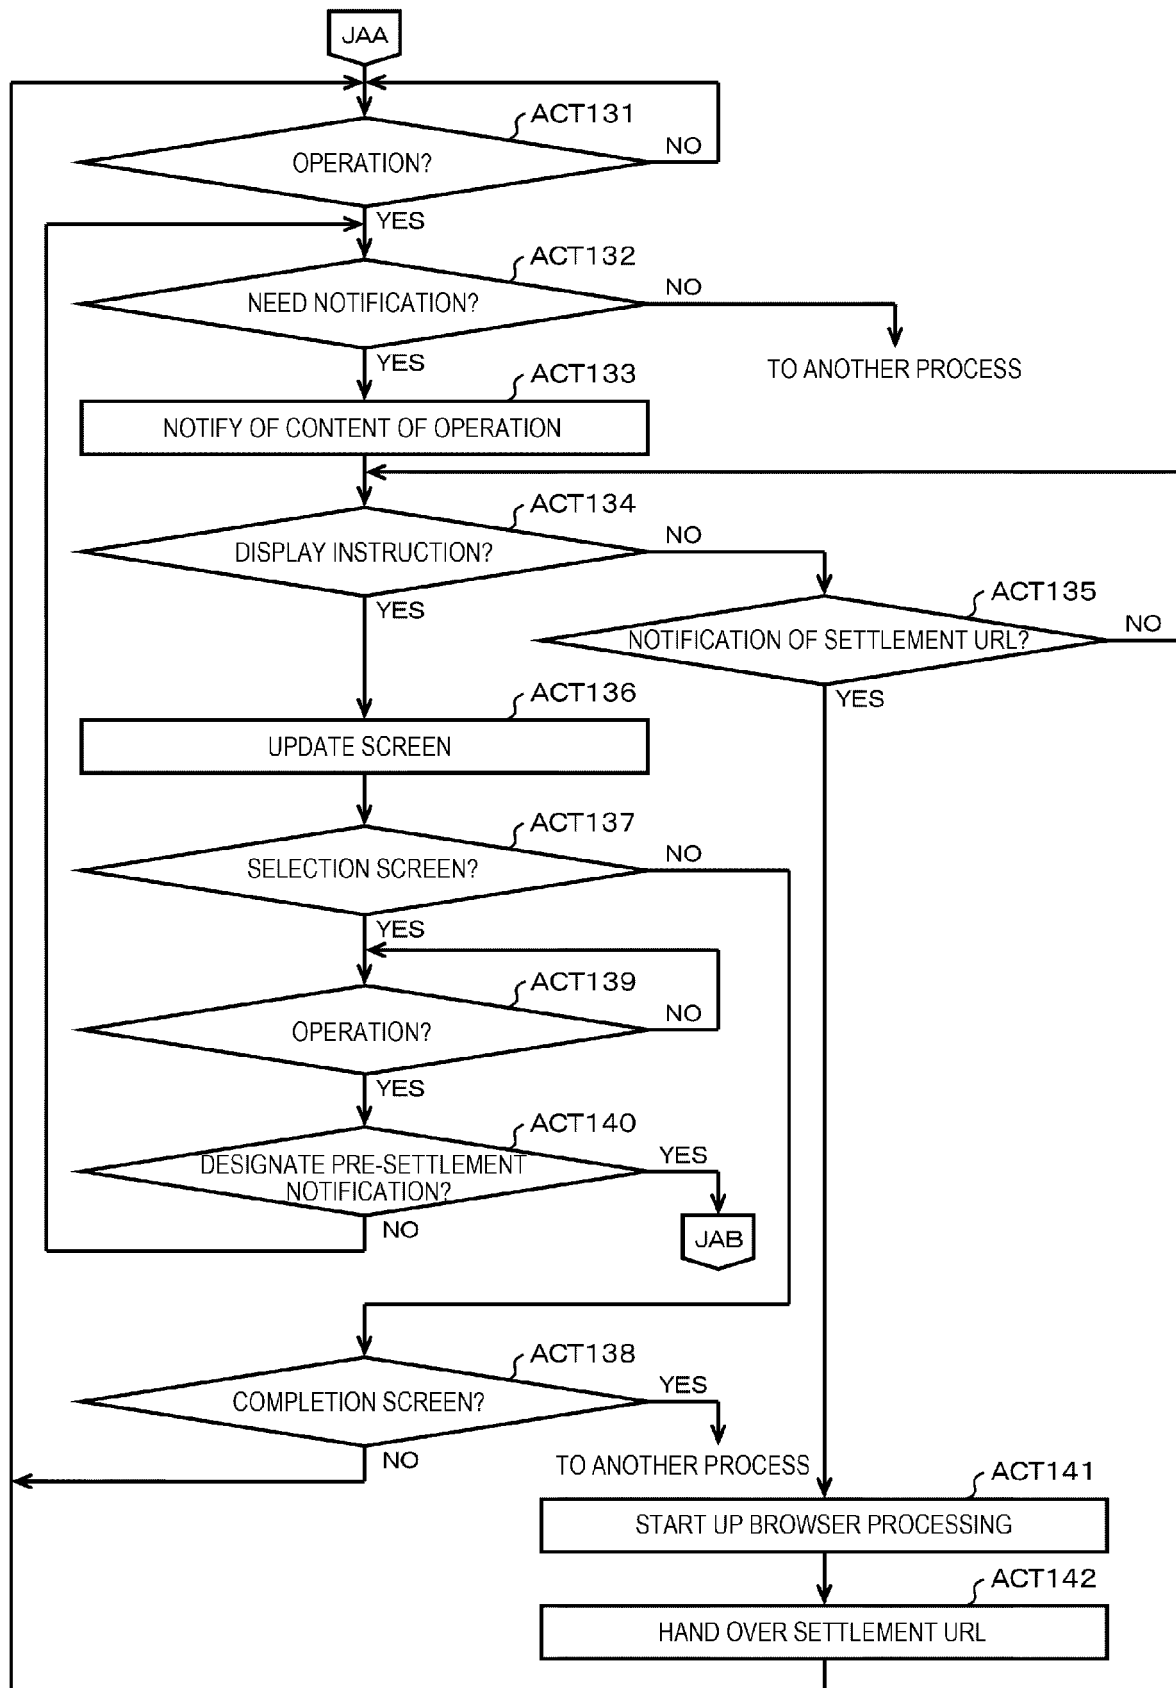 JAA
ACT131
OPERATION?
NO
YES
ACT132
NEED NOTIFICATION?
NO
YES
TO ANOTHER PROCESS
ACT133
NOTIFY OF CONTENT OF OPERATION
ACT134
DISPLAY INSTRUCTION?
NO
YES
ACT135
NOTIFICATION OF SETTLEMENT URL?
NO
YES
ACT136
UPDATE SCREEN
ACT137
SELECTION SCREEN?
NO
YES
ACT139
OPERATION?
NO
YES
ACT140
DESIGNATE PRE-SETTLEMENT
NOTIFICATION?
YES
NO
JAB
ACT138
COMPLETION SCREEN?
YES
NO
TO ANOTHER PROCESS
ACT141
START UP BROWSER PROCESSING
ACT142
HAND OVER SETTLEMENT URL